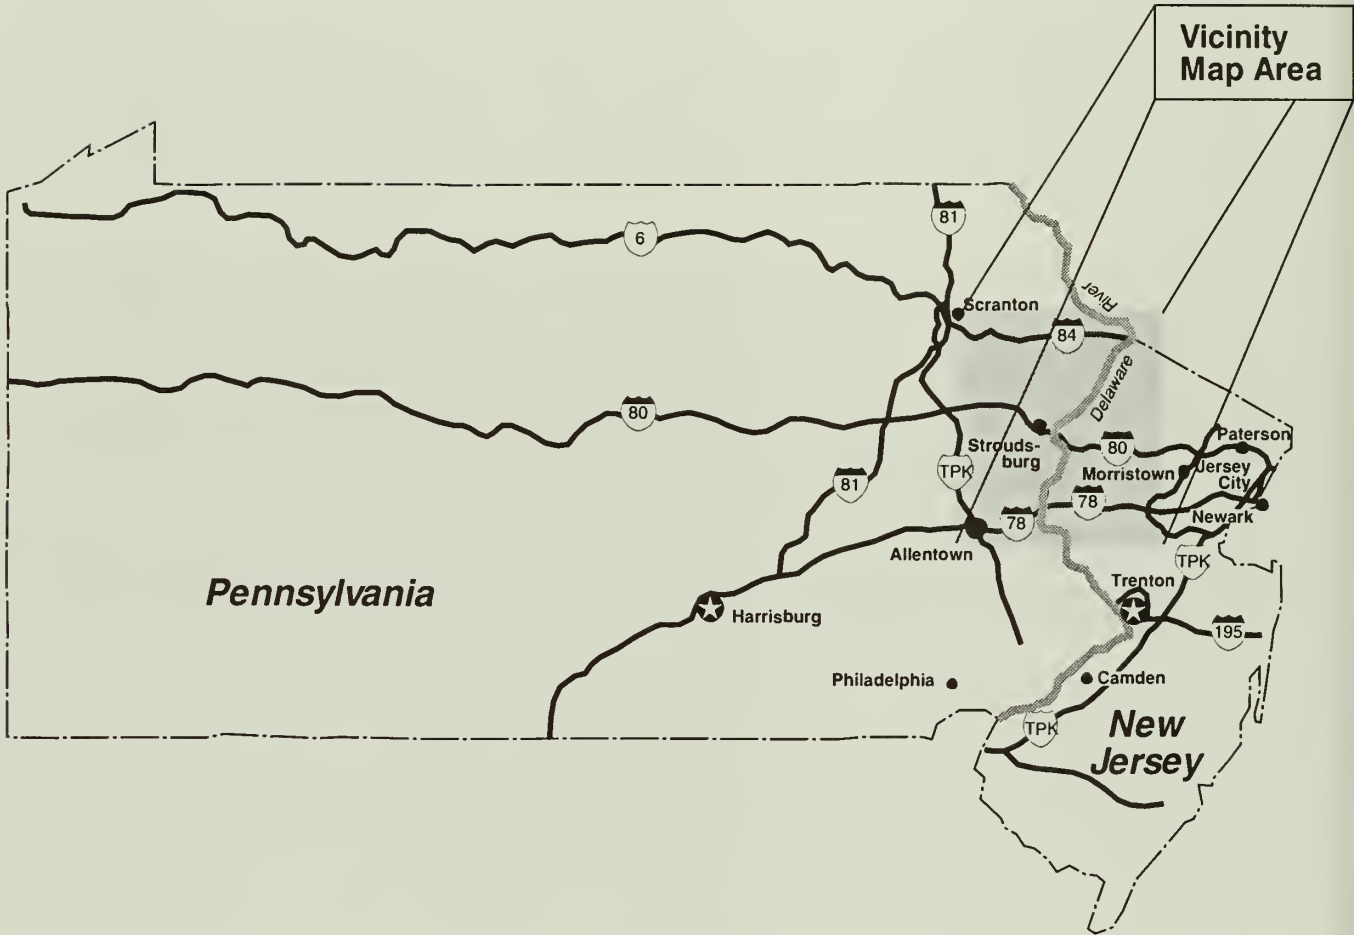 Vicinity
Map Area
81
6
River
Scranton
84
Delaware
80
Strouds-
burg
80
Paterson
Morristown
Jersey
City
TPK
81
78
78
Newark
Allentown
TPK
Trenton
Pennsylvania
Harrisburg
195
Philadelphia
Camden
TPK
New
Jersey